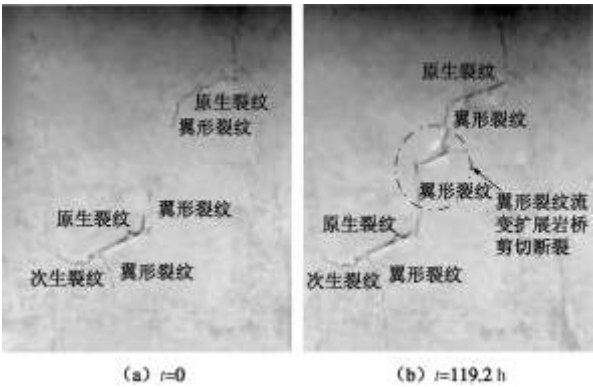 原生裂纹
翼形裂纹
原生裂纹
翼形裂纹
次生裂纹
翼形裂纹
(a) t=0
原生裂纹
翼形裂纹
翼形裂纹
翼形裂纹流
变扩展岩桥
剪切断裂
原生裂纹
次生裂纹
翼形裂纹
(b) t=119.2 h